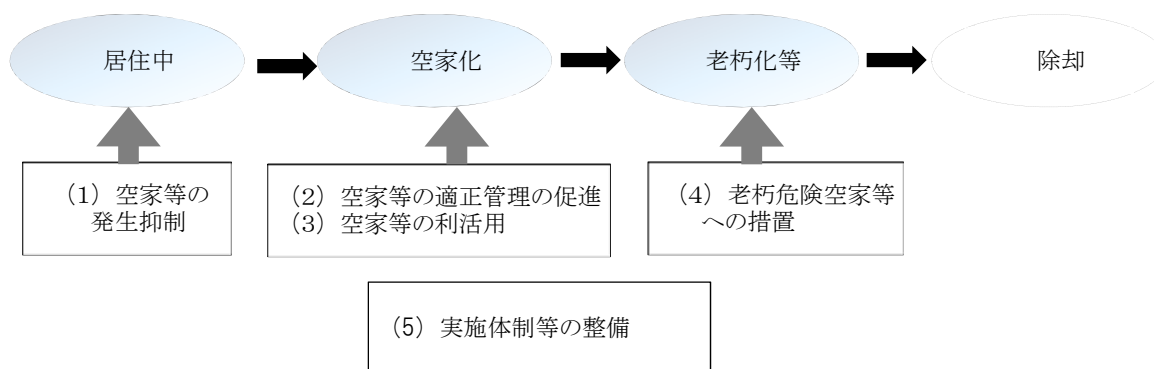 居住中
空家化
老朽化等
除却
（1）空家等の
発生抑制
（2）空家等の適正管理の促進
（3）空家等の利活用
（4）老朽危険空家等
への措置
（5）実施体制等の整備